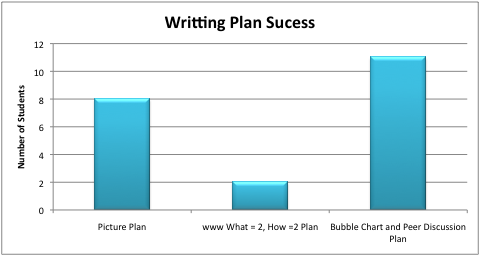 Writting Plan Sucess
12
10
8
6
4
2
0
Number of Students
Picture Plan
www What = 2, How =2 Plan
Bubble Chart and Peer Discussion
Plan